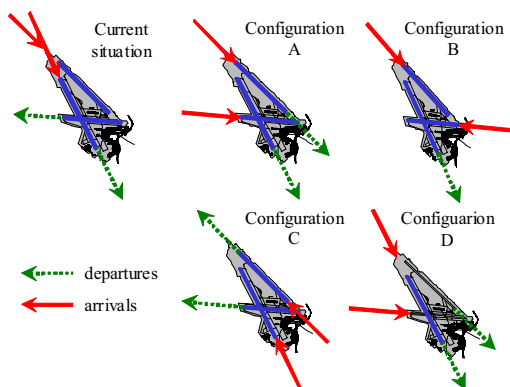 Current
situation
Configuration
A
Configuration
B
Configuration
C
Configuarion
D
departures
arrivals